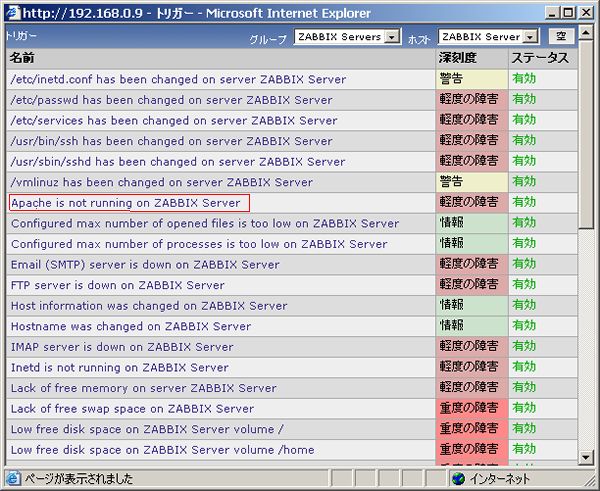 http://192.168.0.9 - トリガー - Microsoft Internet Explorer
トリガー グループ ZABBIX Servers ホスト ZABBIX Server 空
名前 深刻度 ステータス
/etc/inetd.conf has been changed on server ZABBIX Server 警告 有効
/etc/passwd has been changed on server ZABBIX Server 軽度の障害 有効
/etc/services has been changed on server ZABBIX Server 軽度の障害 有効
/usr/bin/ssh has been changed on server ZABBIX Server 軽度の障害 有効
/usr/sbin/sshd has been changed on server ZABBIX Server 軽度の障害 有効
/vmlinuz has been changed on server ZABBIX Server 警告 有効
Apache is not running on ZABBIX Server 軽度の障害 有効
Configured max number of opened files is too low on ZABBIX Server 情報 有効
Configured max number of processes is too low on ZABBIX Server 情報 有効
Email (SMTP) server is down on ZABBIX Server 軽度の障害 有効
FTP server is down on ZABBIX Server 軽度の障害 有効
Host information was changed on ZABBIX Server 情報 有効
Hostname was changed on ZABBIX Server 情報 有効
IMAP server is down on ZABBIX Server 軽度の障害 有効
Inetd is not running on ZABBIX Server 軽度の障害 有効
Lack of free memory on server ZABBIX Server 軽度の障害 有効
Lack of free swap space on ZABBIX Server 重度の障害 有効
Low free disk space on ZABBIX Server volume / 重度の障害 有効
Low free disk space on ZABBIX Server volume /home 重度の障害 有効
ページが表示されました インターネット